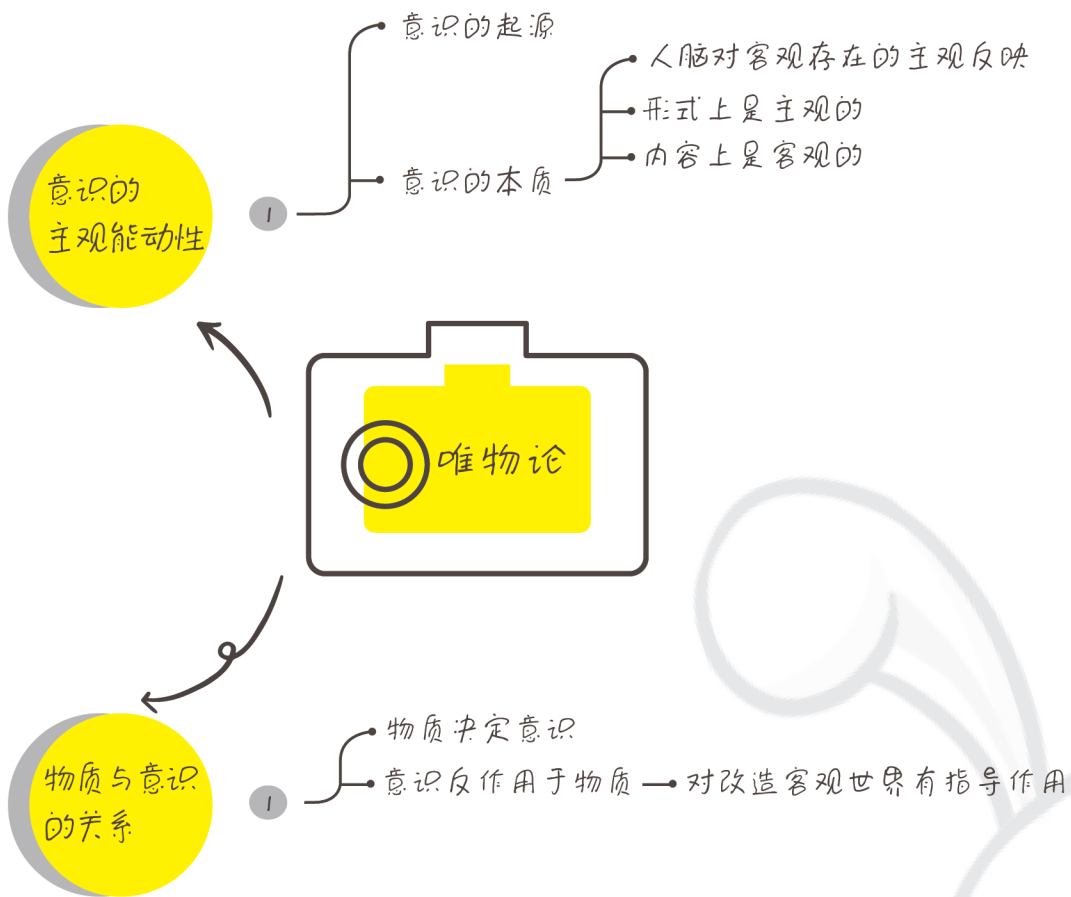 意识的起源
人脑对客观存在的主观反映
形式上是主观的
内容上是客观的
意识的本质
意识的
主观能动性
1
唯物论
物质决定意识
意识反作用于物质
对改造客观世界有指导作用
物质与意识
的关系
1